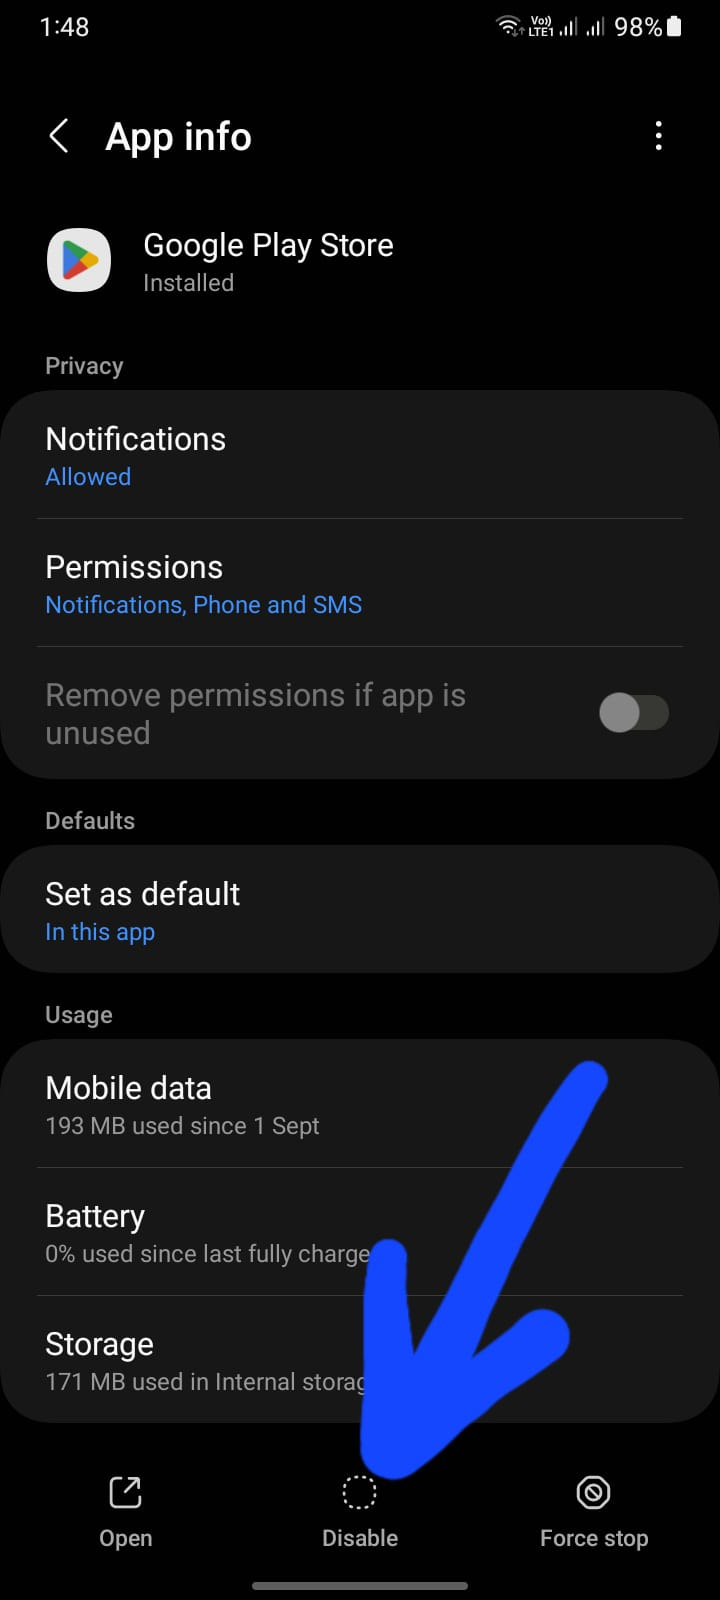 1:48
Vo))
LTE1
98%
App info
Google Play Store
Installed
Privacy
Notifications
Allowed
Permissions
Notifications, Phone and SMS
Remove permissions if app is
unused
Defaults
Set as default
In this app
Usage
Mobile data
193 MB used since 1 Sept
Battery
0% used since last fully charge
Storage
171 MB used in Internal storag
Open
Disable
Force stop